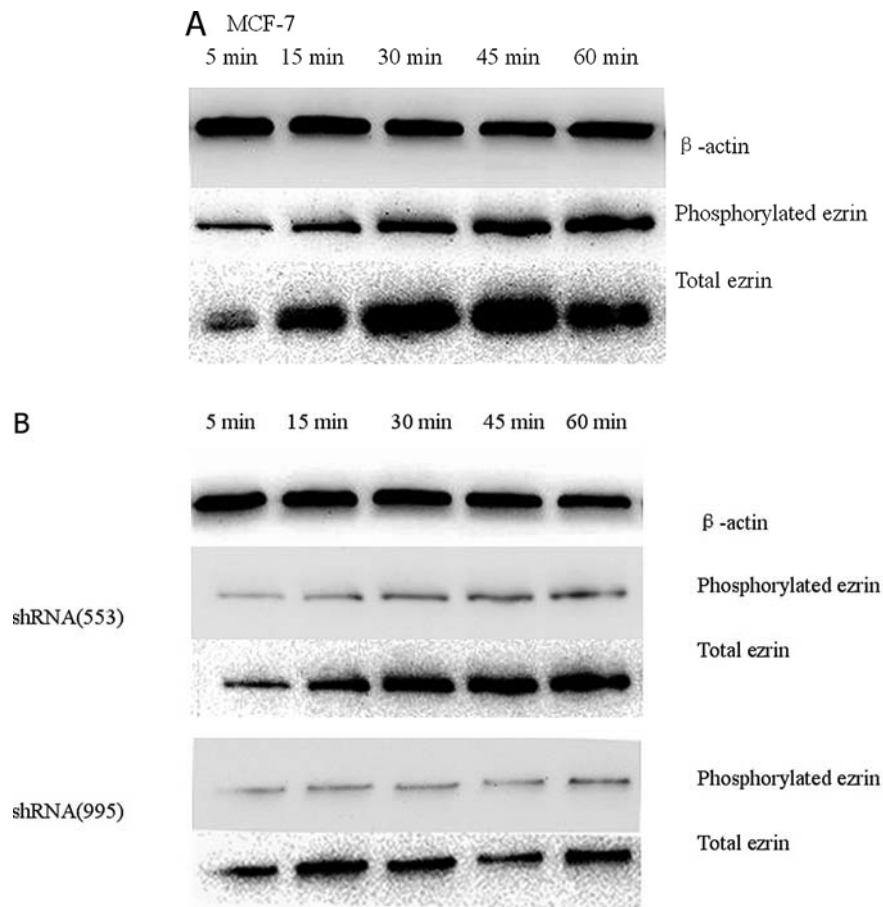 A MCF-7
5 min 15 min 30 min 45 min 60 min
β-actin
Phosphorylated ezrin
Total ezrin
B 5 min 15 min 30 min 45 min 60 min
β-actin
Phosphorylated ezrin
shRNA(553)
Total ezrin
Phosphorylated ezrin
shRNA(995)
Total ezrin